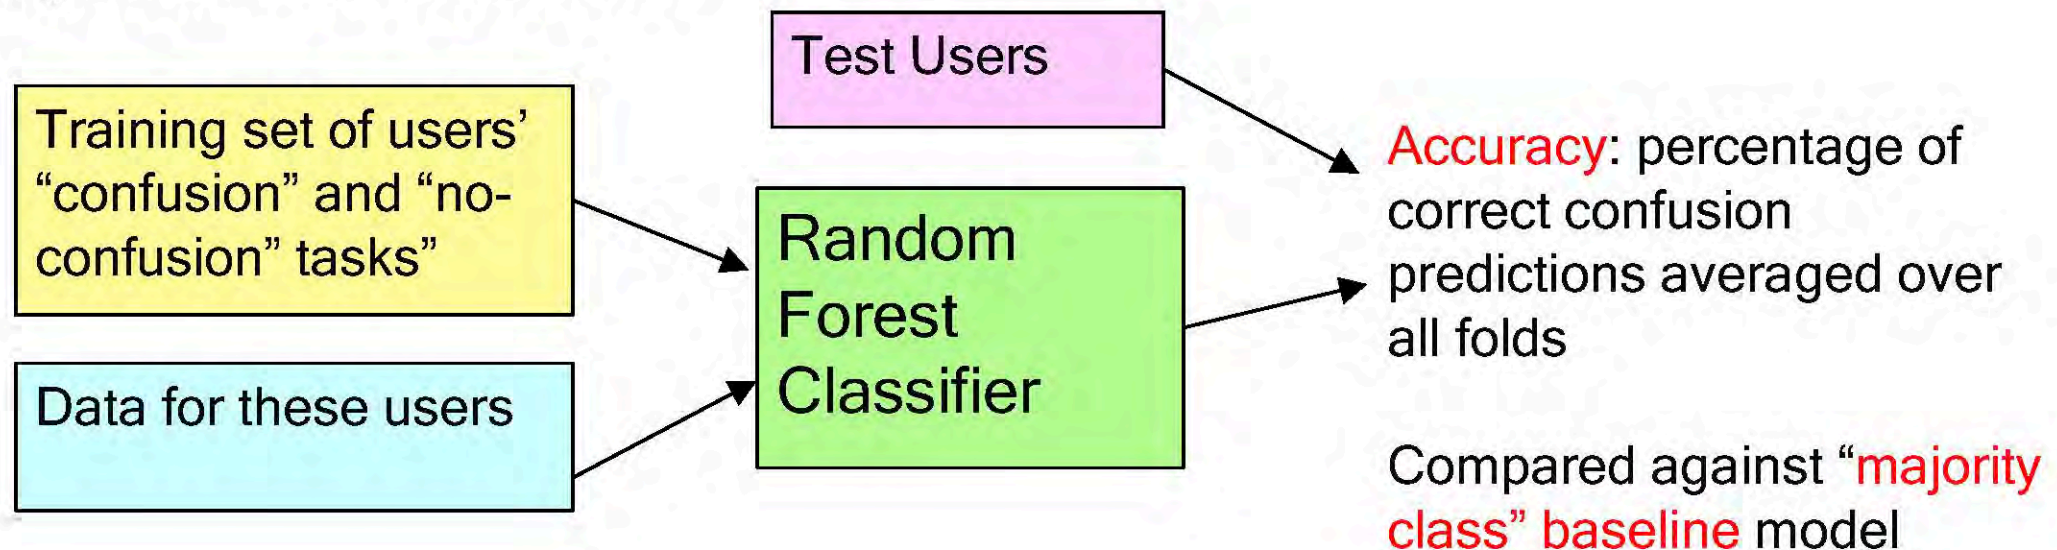 Test Users
Training set of users’
“confusion” and “no-
confusion” tasks”
Data for these users
Random
Forest
Classifier
Accuracy: percentage of
correct confusion
predictions averaged over
all folds
Compared against “majority
class” baseline model